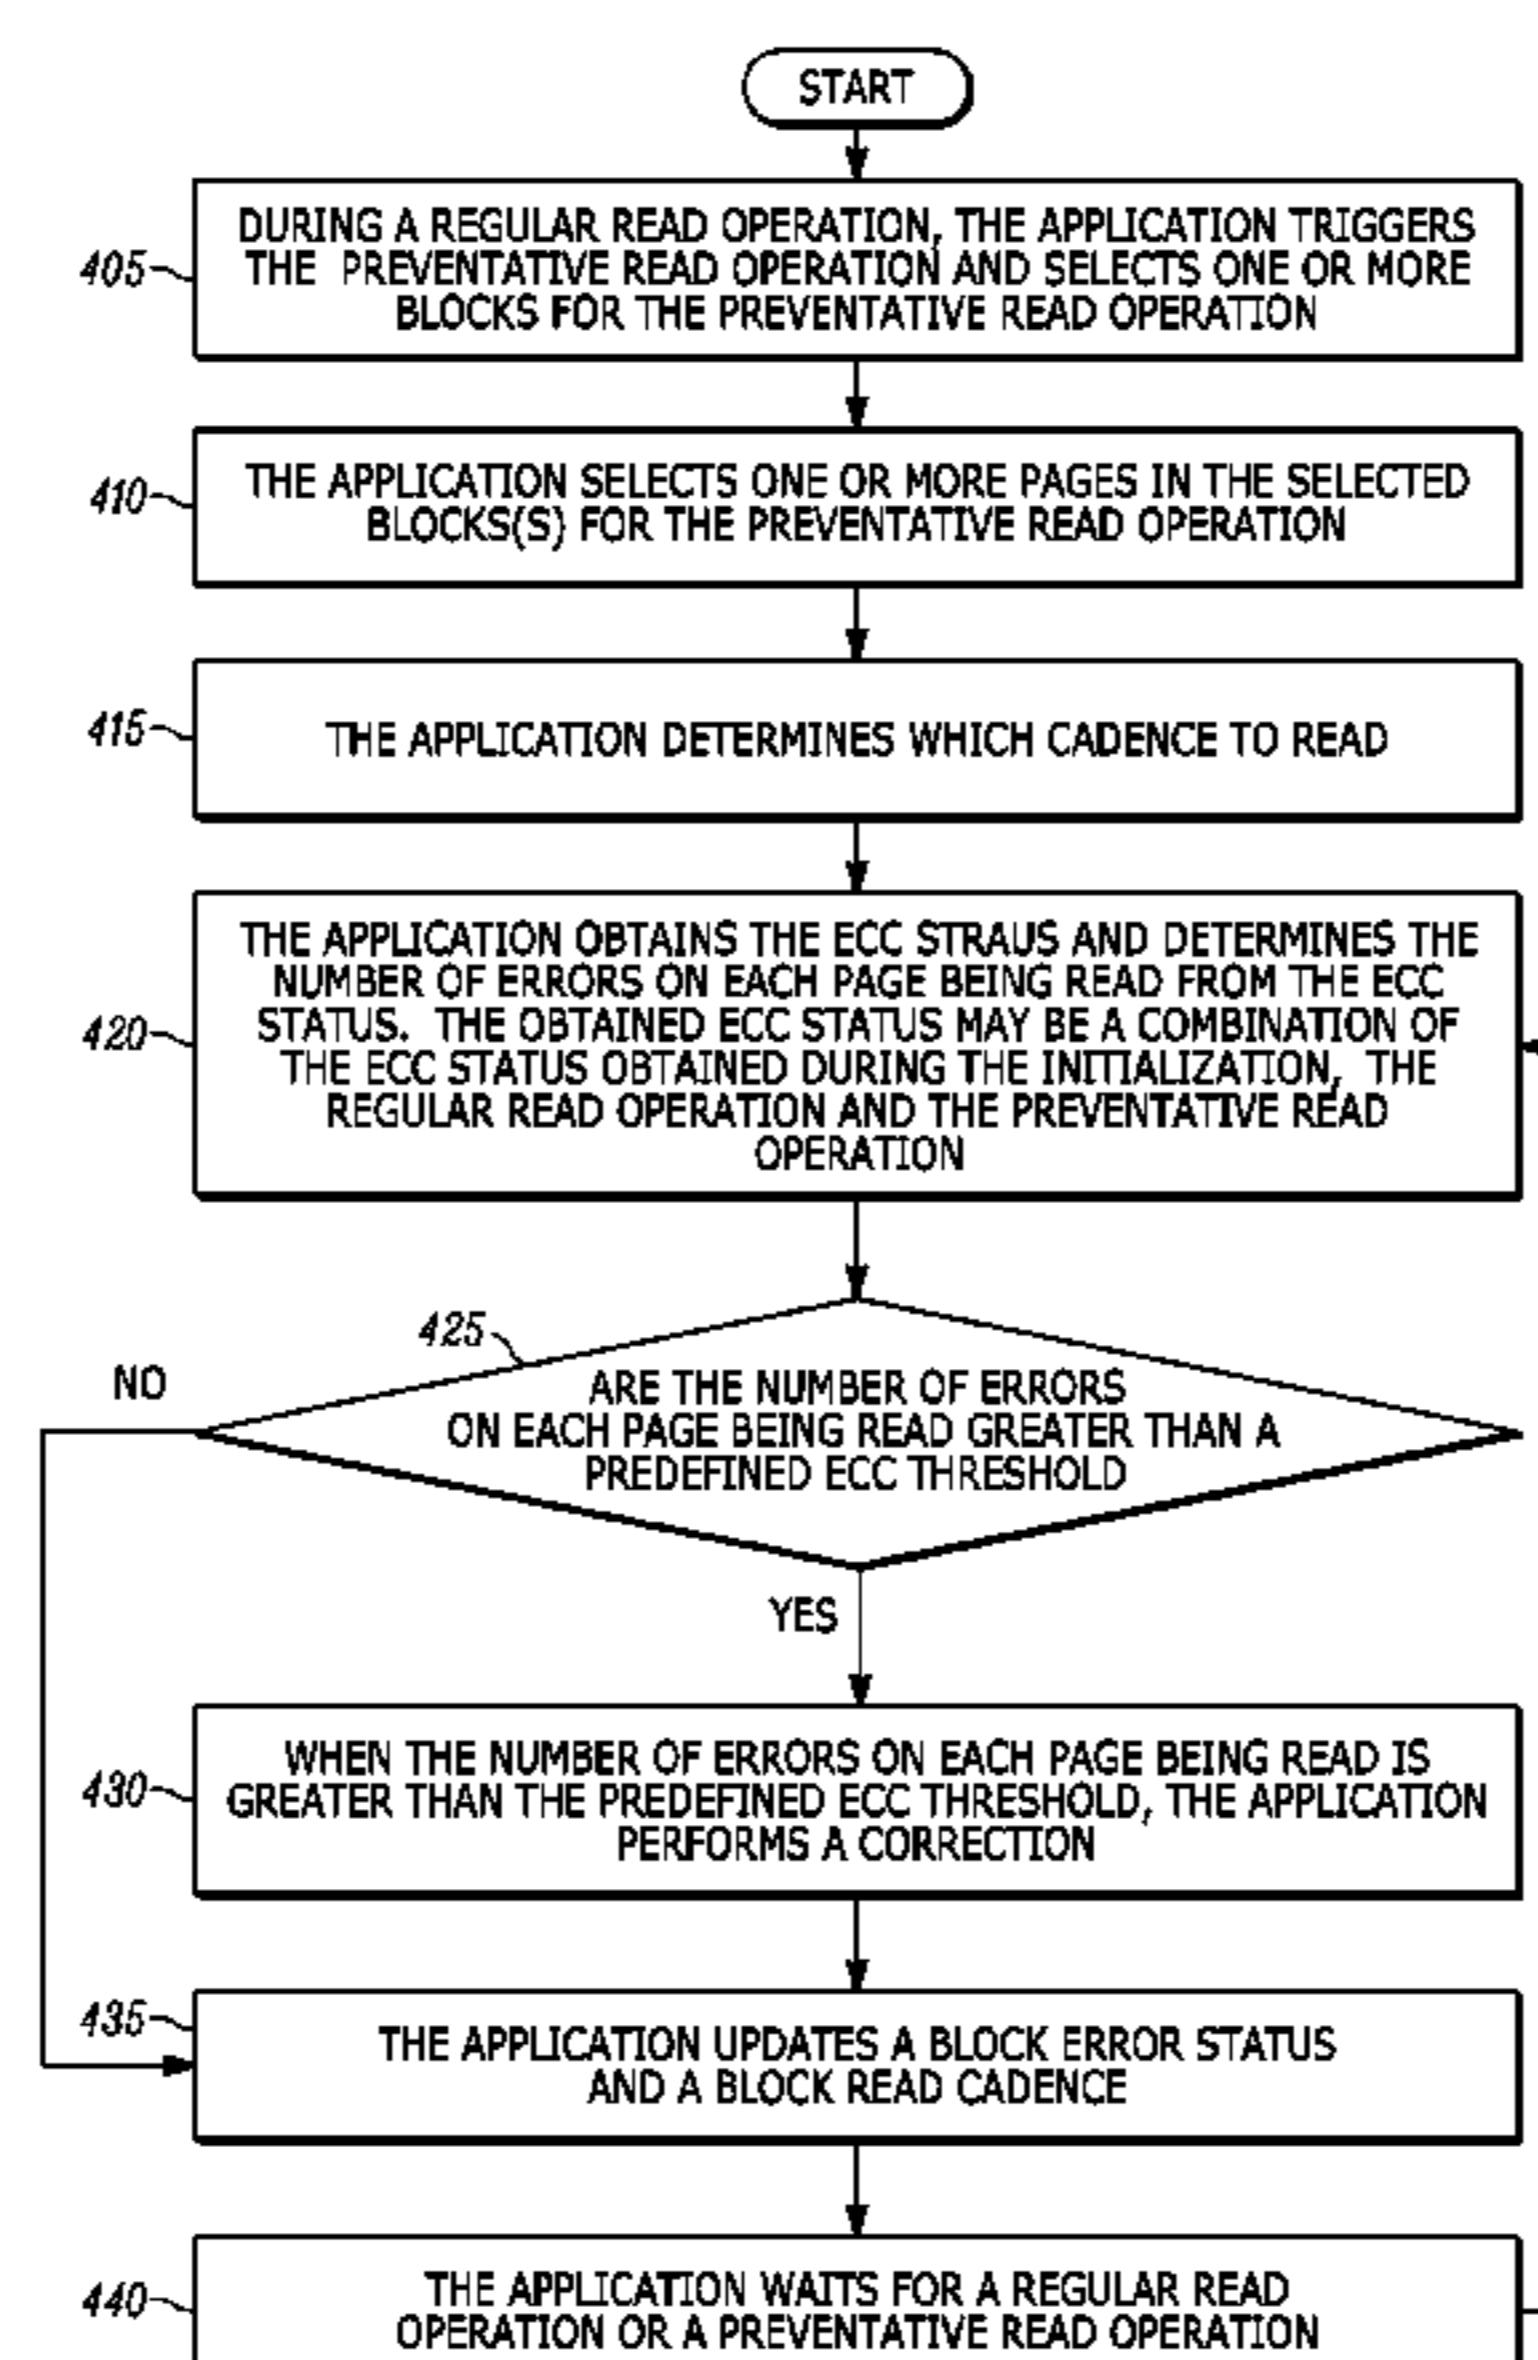 START
DURING A REGULAR READ OPERATION, THE APPLICATION TRIGGERS
THE PREVENTATIVE READ OPERATION AND SELECTS ONE OR MORE
BLOCKS FOR THE PREVENTATIVE READ OPERATION
405
THE APPLICATION SELECTS ONE OR MORE PAGES IN THE SELECTED
BLOCKS(S) FOR THE PREVENTATIVE READ OPERATION
410
415
THE APPLICATION DETERMINES WHICH CADENCE TO READ
THE APPLICATION OBTAINS THE ECC STRAUS AND DETERMINES THE
NUMBER OF ERRORS ON EACH PAGE BEING READ FROM THE ECC
STATUS. THE OBTAINED ECC STATUS MAY BE A COMBINATION OF
THE ECC STATUS OBTAINED DURING THE INITIALIZATION, THE
REGULAR READ OPERATION AND THE PREVENTATIVE READ
OPERATION
420
425
NO
ARE THE NUMBER OF ERRORS
ON EACH PAGE BEING READ GREATER THAN A
PREDEFINED ECC THRESHOLD
YES
WHEN THE NUMBER OF ERRORS ON EACH PAGE BEING READ IS
GREATER THAN THE PREDEFINED ECC THRESHOLD, THE APPLICATION
PERFORMS A CORRECTION
430
435
THE APPLICATION UPDATES A BLOCK ERROR STATUS
AND A BLOCK READ CADENCE
440
THE APPLICATION WAITS FOR A REGULAR READ
OPERATION OR A PREVENTATIVE READ OPERATION